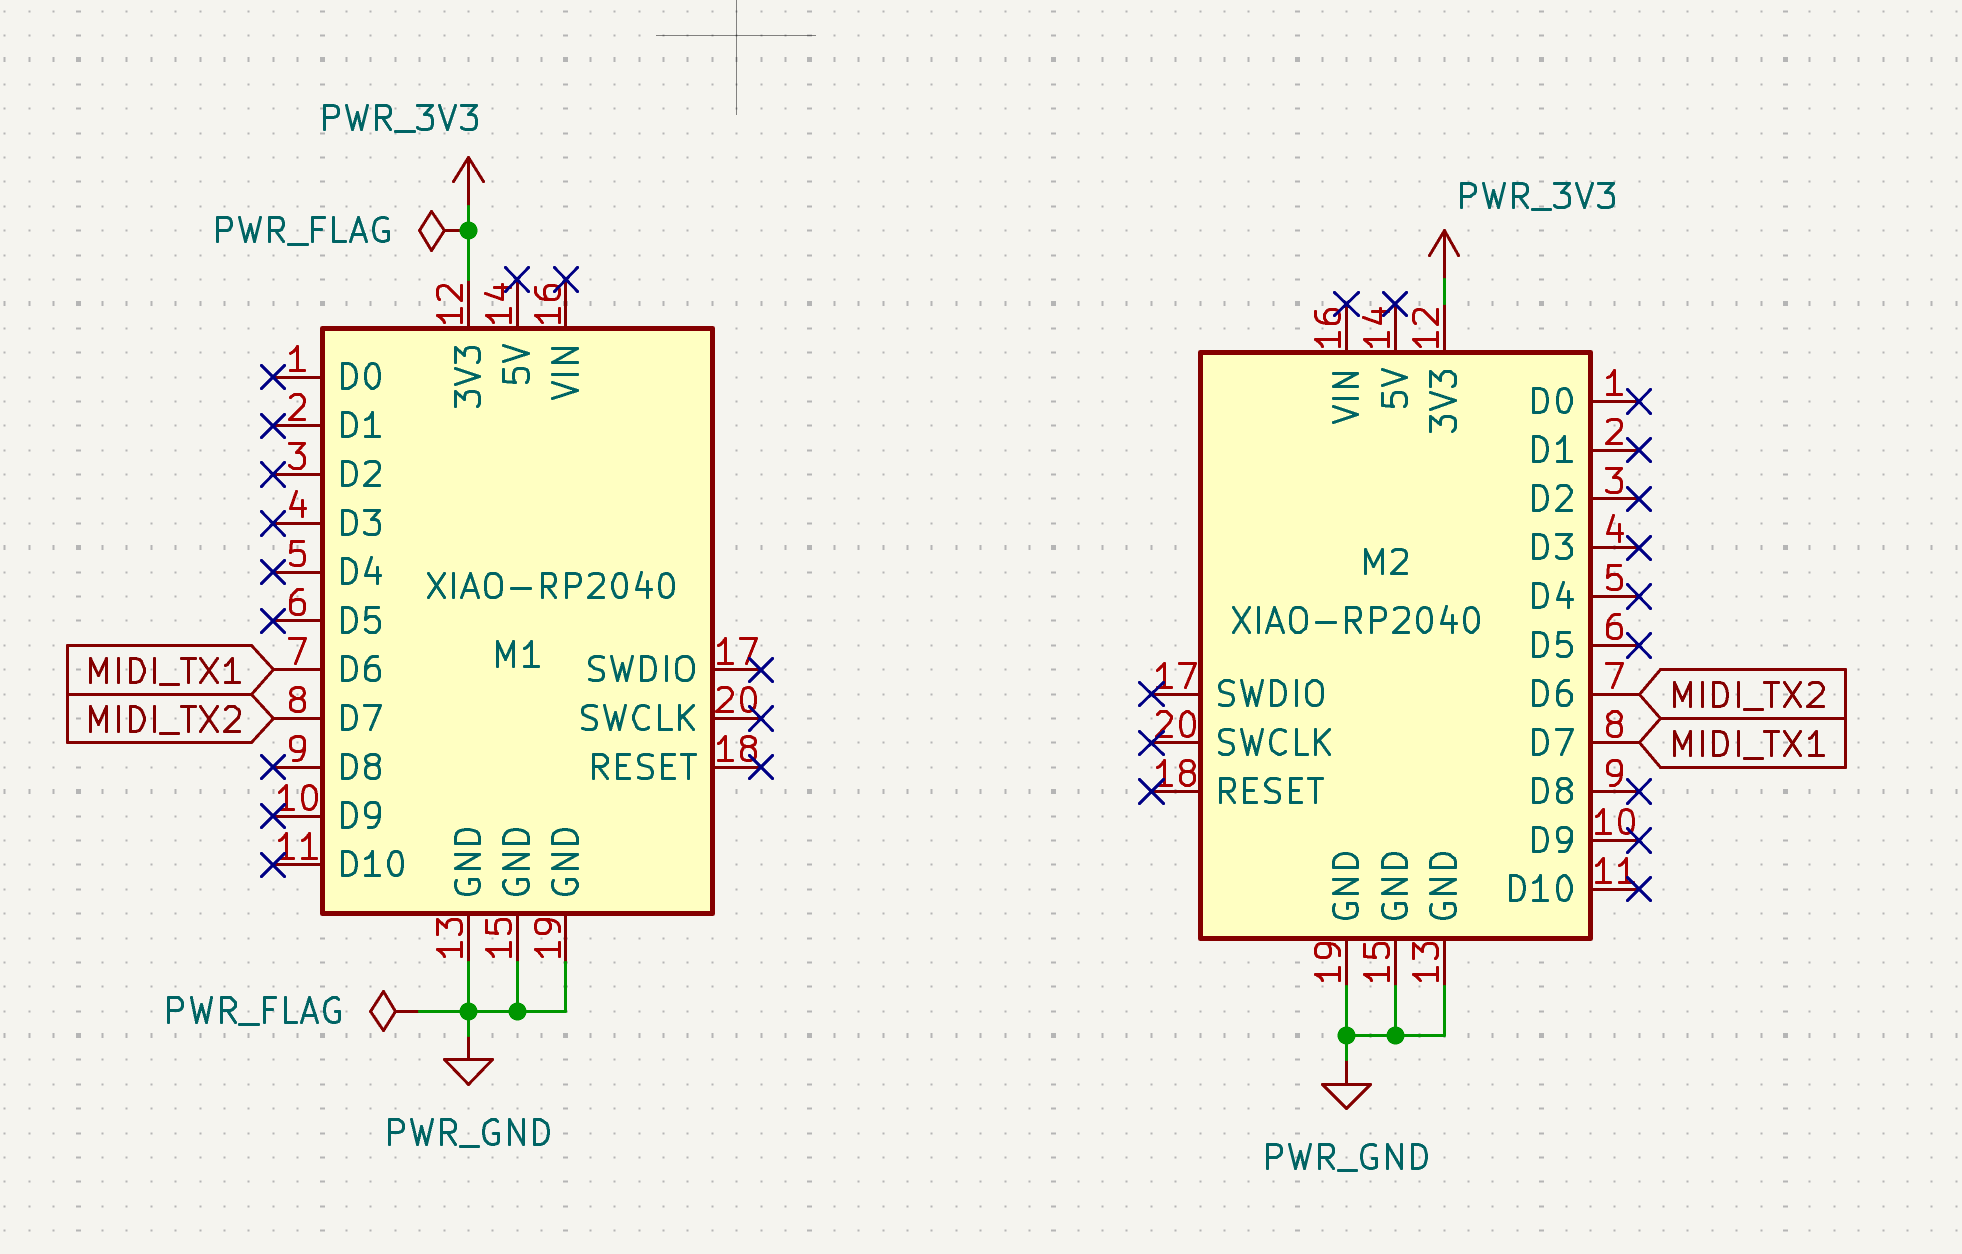 PWR_3V3
PWR_FLAG
12 14 16
3V3 5V VIN
1 D0
2 D1
3 D2
4 D3
5 D4
6 D5
XIAO-RP2040
M1
MIDI_TX1 7 D6
MIDI_TX2 8 D7
9 D8
10 D9
11 D10
SWDIO 17
SWCLK 20
RESET 18
GND GND GND
13 15 19
PWR_FLAG
PWR_GND
PWR_3V3
16 14 12
VIN 5V 3V3
D0 1
D1 2
D2 3
D3 4
D4 5
D5 6
M2
XIAO-RP2040
17 SWDIO
20 SWCLK
18 RESET
D6 7 MIDI_TX2
D7 8 MIDI_TX1
D8 9
D9 10
D10 11
GND GND GND
19 15 13
PWR_GND